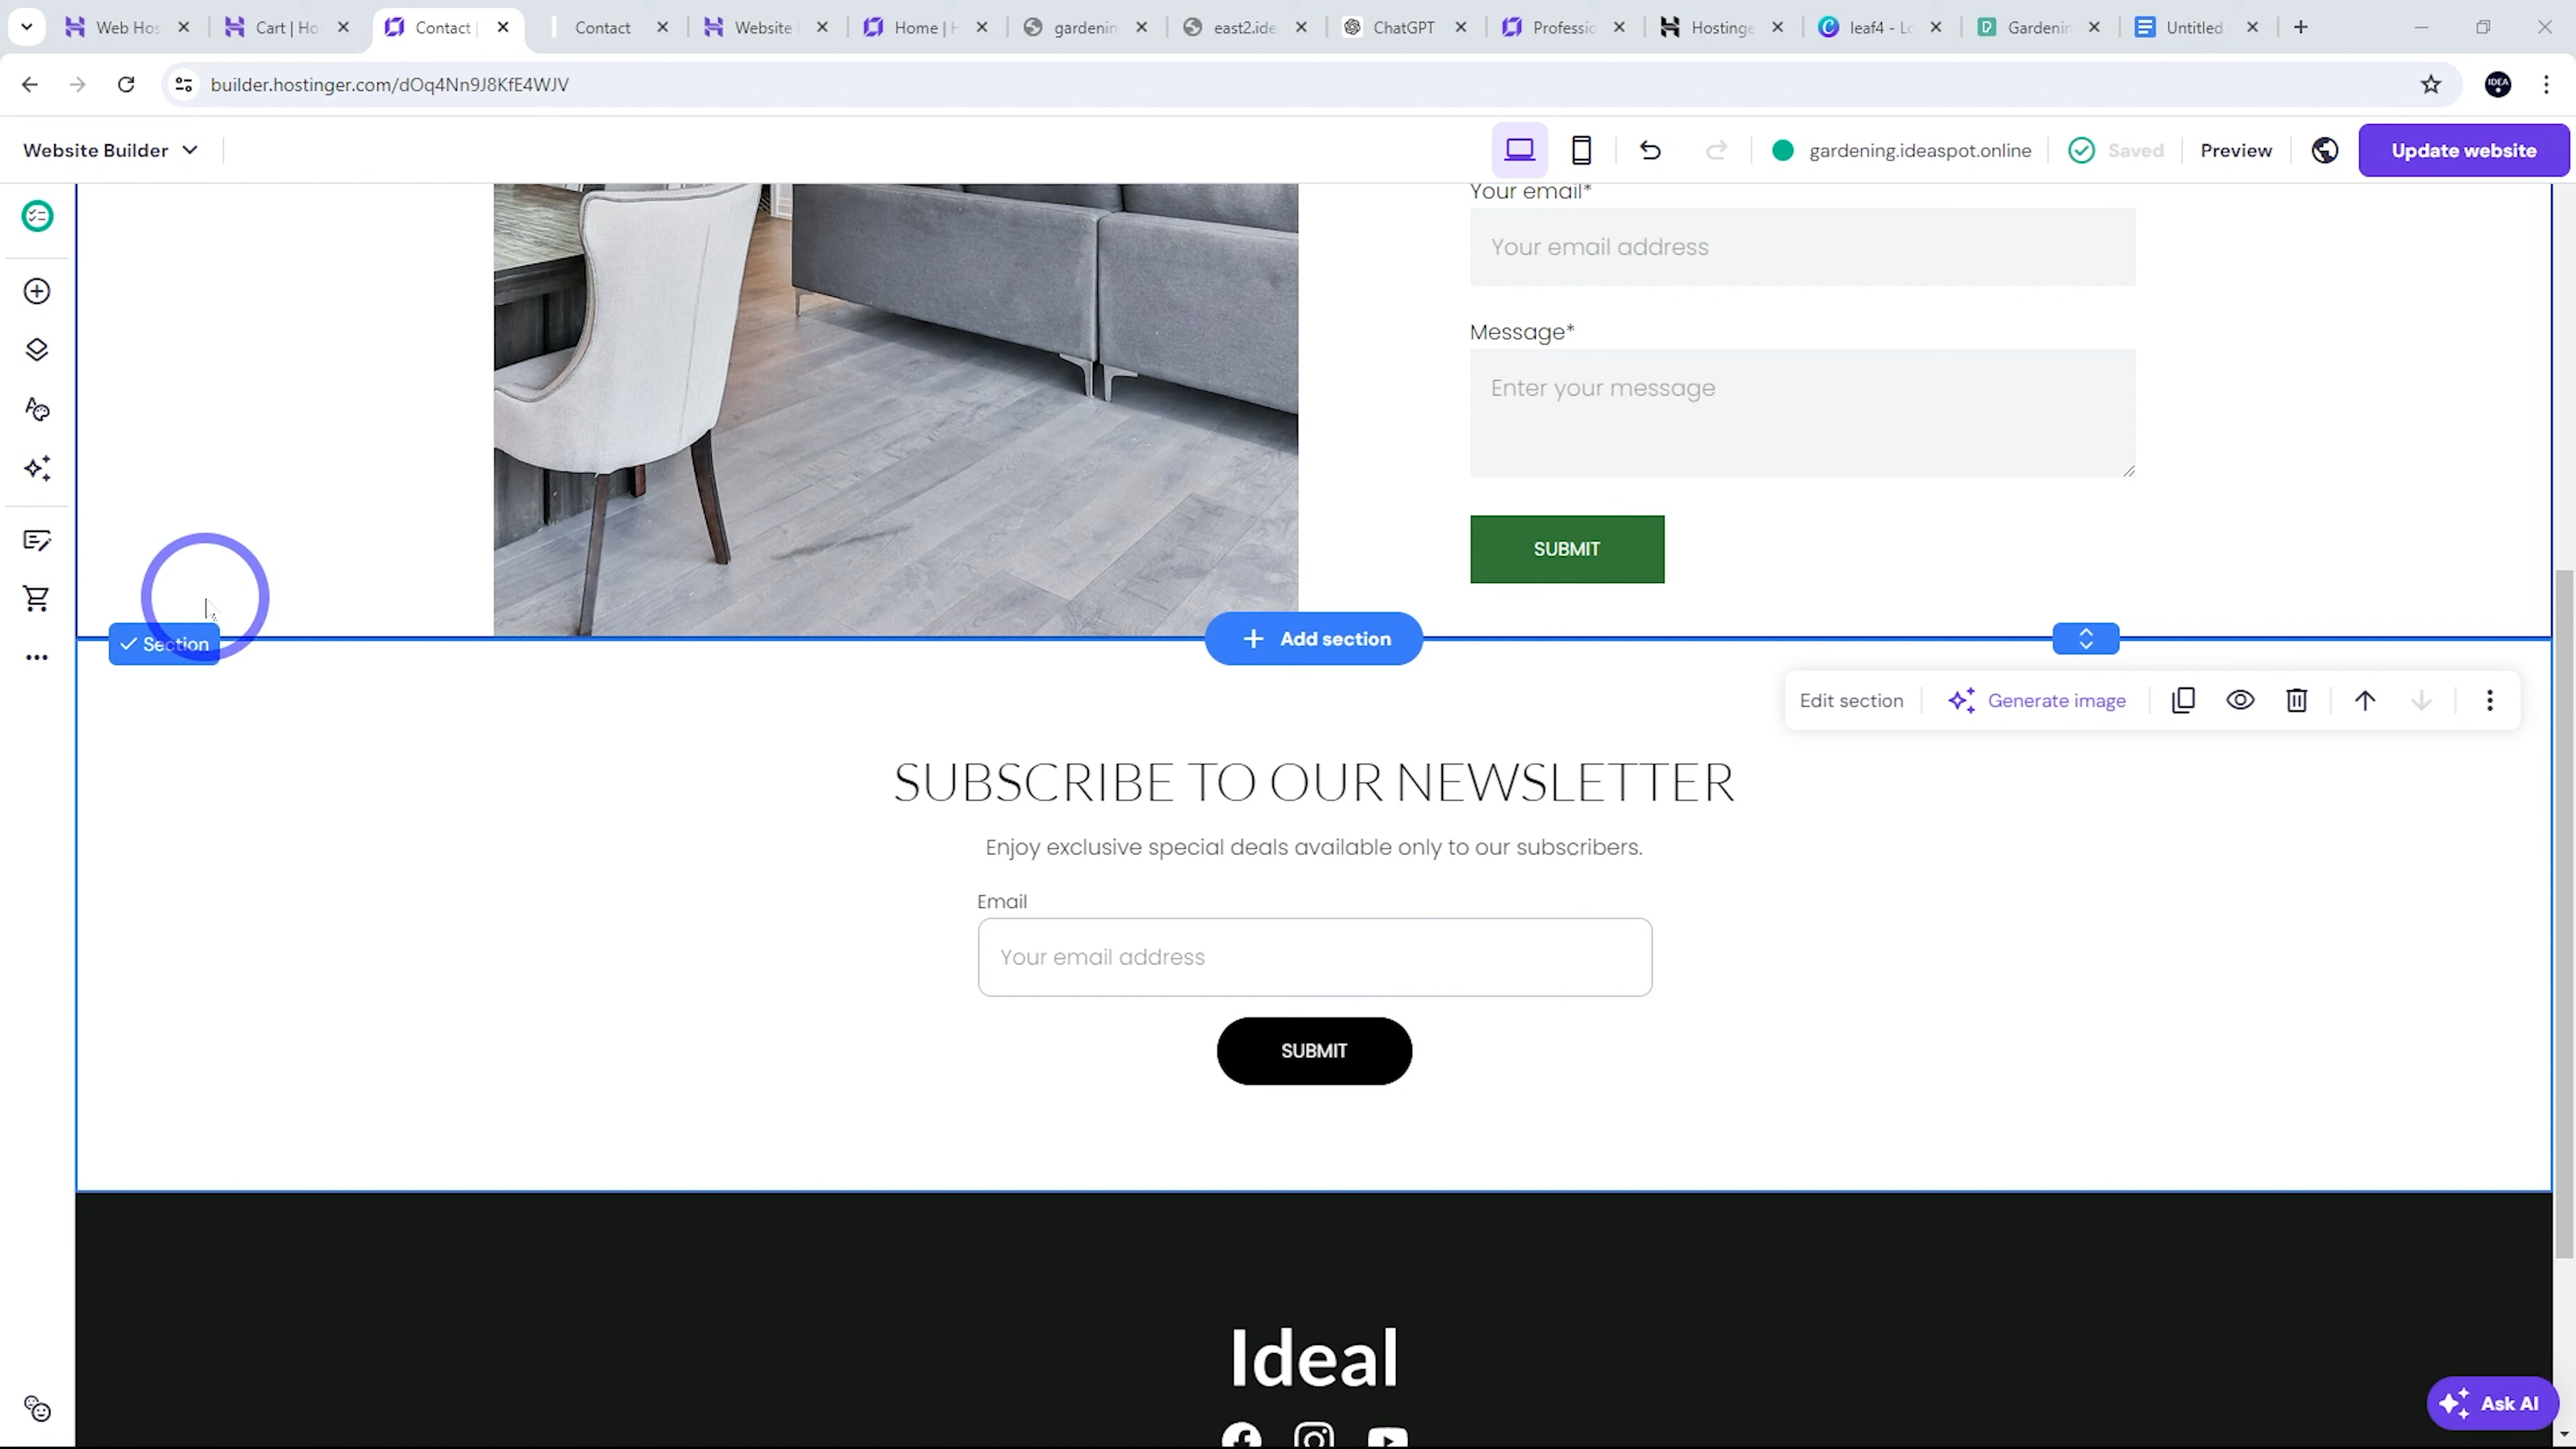 Web Hos
Cart | Ho
Contact |
Contact
Website
Home | H
gardenin
east2.ide
ChatGPT
Professio
Hostinge
leaf4 - Lo
Gardenin
Untitled
builder.hostinger.com/dOq4Nn9J8KfE4WJV
IDEA
Website Builder
gardening.ideaspot.online
Saved
Preview
Update website
Your email*
Your email address
Message*
Enter your message
SUBMIT
Section
Add section
Edit section
Generate image
SUBSCRIBE TO OUR NEWSLETTER
Enjoy exclusive special deals available only to our subscribers.
Email
Your email address
SUBMIT
Ideal
Ask AI